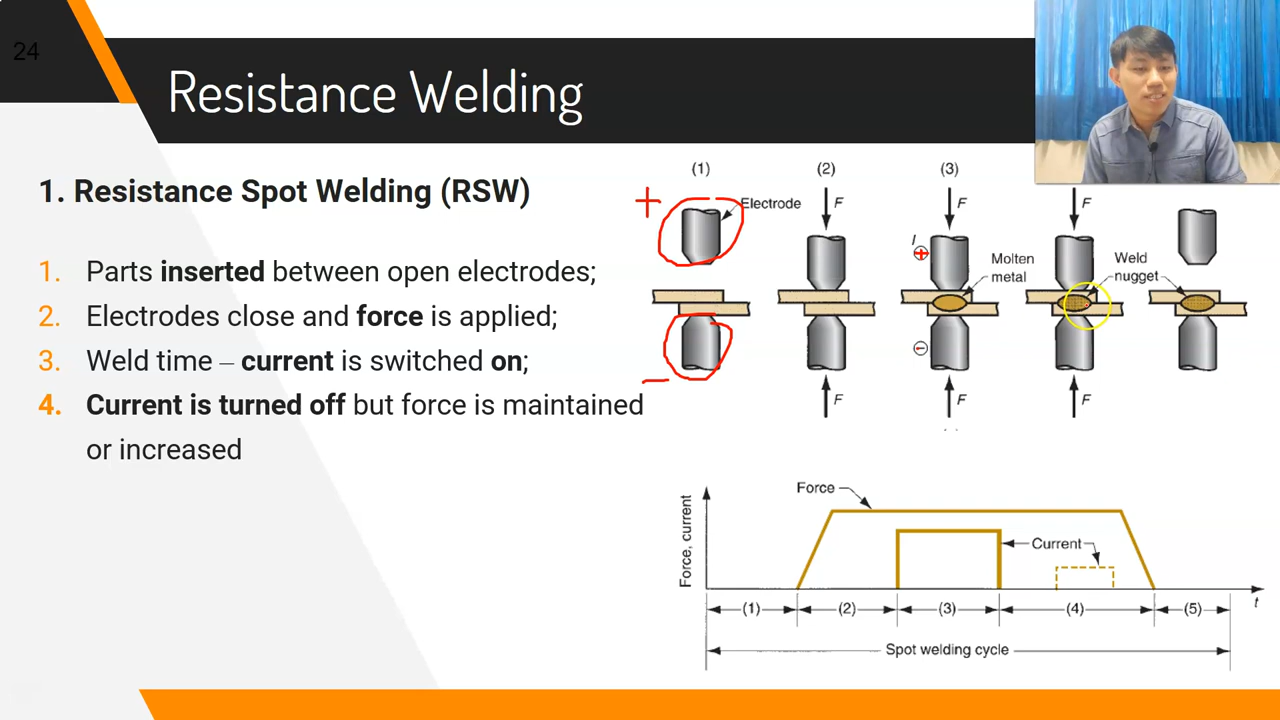 24
Resistance Welding
1. Resistance Spot Welding (RSW)
1. Parts inserted between open electrodes;
2. Electrodes close and force is applied;
3. Weld time – current is switched on;
4. Current is turned off but force is maintained
or increased
(1) (2) (3)
+ Electrode F F F
I + Molten metal
Weld nugget
−
− F F F
Force
Force, current
Current
(1) (2) (3) (4) (5) t
Spot welding cycle